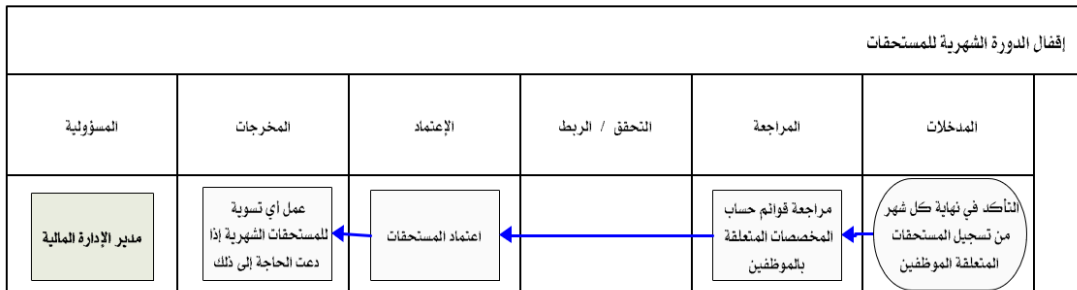 إقفال الدورة الشهرية للمستحقات
المدخلات
المراجعة
التحقق / الربط
الإعتماد
المخرجات
المسؤولية
التأكد في نهاية كل شهر
من تسجيل المستحقات
المتعلقة الموظفين
مراجعة قوائم حساب
المخصصات المتعلقة
بالموظفين
اعتماد المستحقات
عمل أي تسوية
للمستحقات الشهرية إذا
دعت الحاجة إلى ذلك
مدير الإدارة المالية